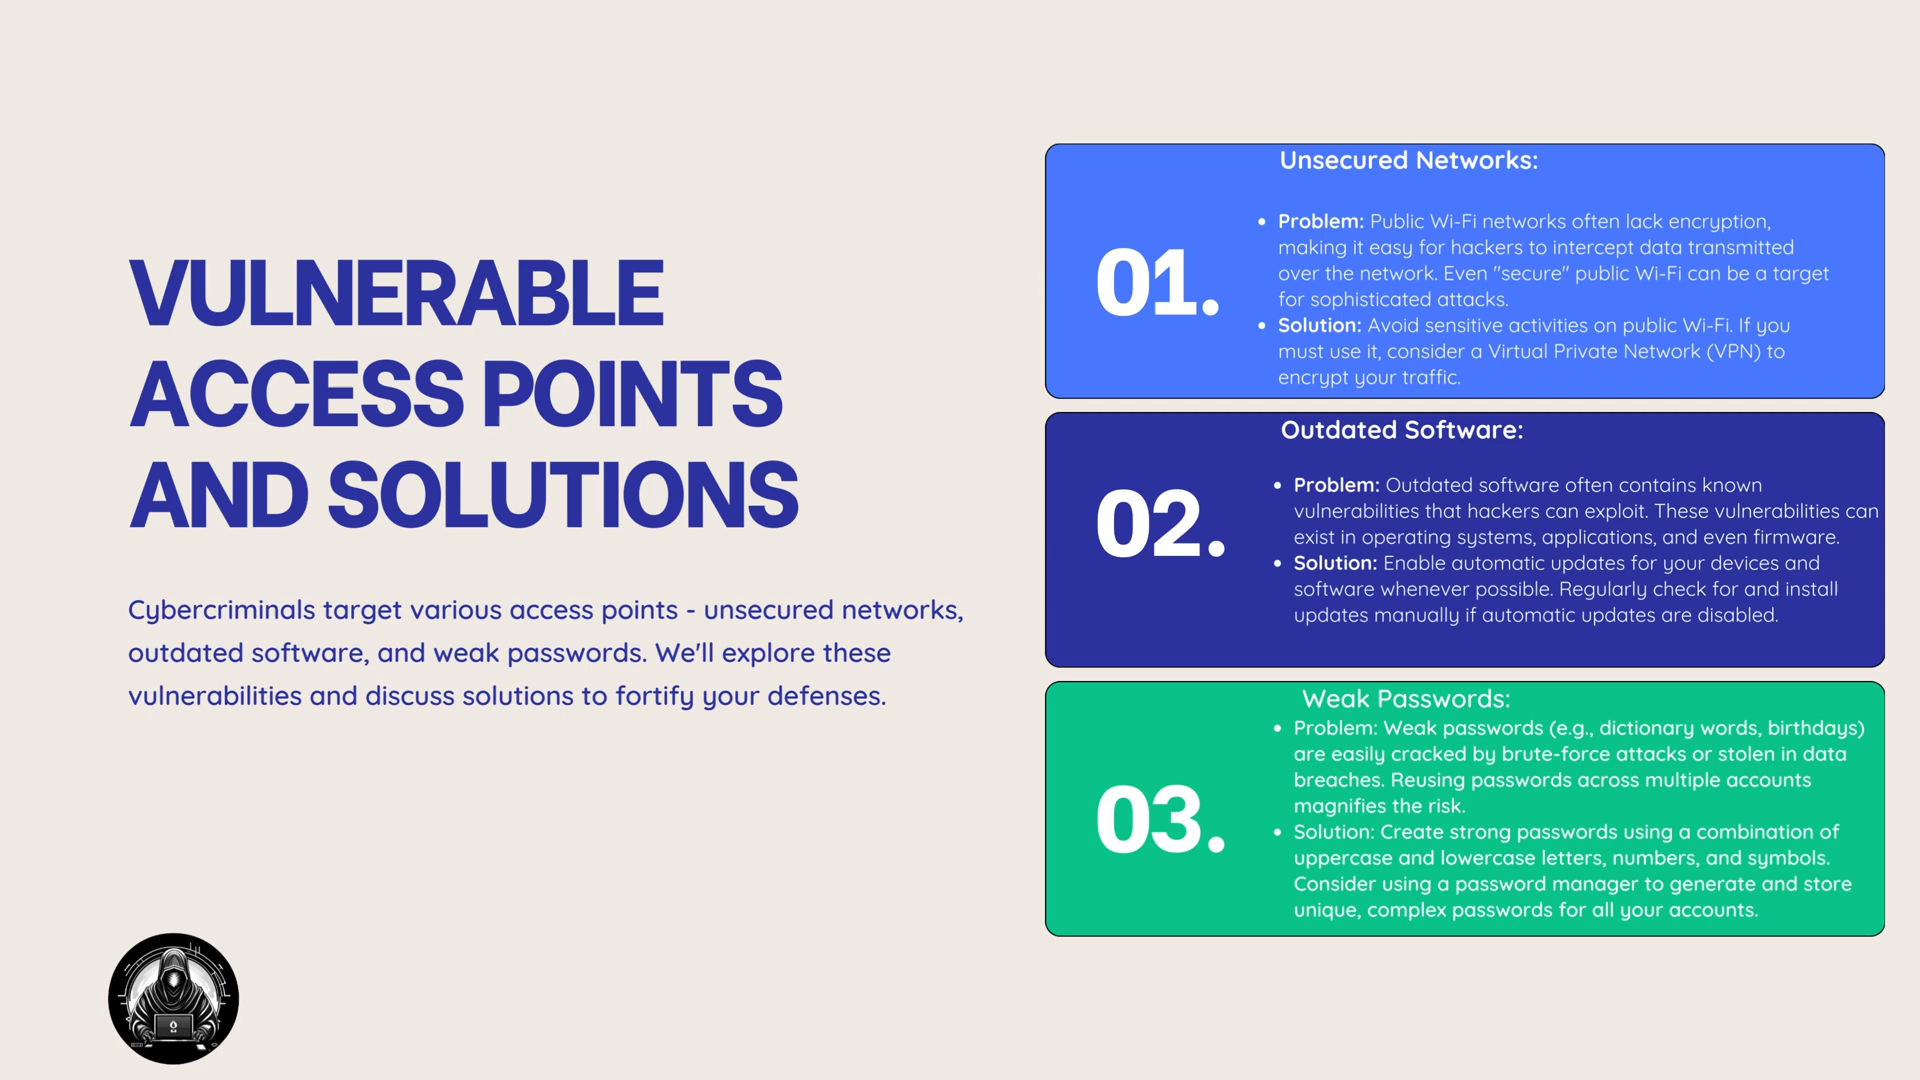 VULNERABLE
ACCESS POINTS
AND SOLUTIONS
Cybercriminals target various access points - unsecured networks,
outdated software, and weak passwords. We'll explore these
vulnerabilities and discuss solutions to fortify your defenses.
01.
Unsecured Networks:
• Problem: Public Wi-Fi networks often lack encryption,
making it easy for hackers to intercept data transmitted
over the network. Even "secure" public Wi-Fi can be a target
for sophisticated attacks.
• Solution: Avoid sensitive activities on public Wi-Fi. If you
must use it, consider a Virtual Private Network (VPN) to
encrypt your traffic.
02.
Outdated Software:
• Problem: Outdated software often contains known
vulnerabilities that hackers can exploit. These vulnerabilities can
exist in operating systems, applications, and even firmware.
• Solution: Enable automatic updates for your devices and
software whenever possible. Regularly check for and install
updates manually if automatic updates are disabled.
03.
Weak Passwords:
• Problem: Weak passwords (e.g., dictionary words, birthdays)
are easily cracked by brute-force attacks or stolen in data
breaches. Reusing passwords across multiple accounts
magnifies the risk.
• Solution: Create strong passwords using a combination of
uppercase and lowercase letters, numbers, and symbols.
Consider using a password manager to generate and store
unique, complex passwords for all your accounts.